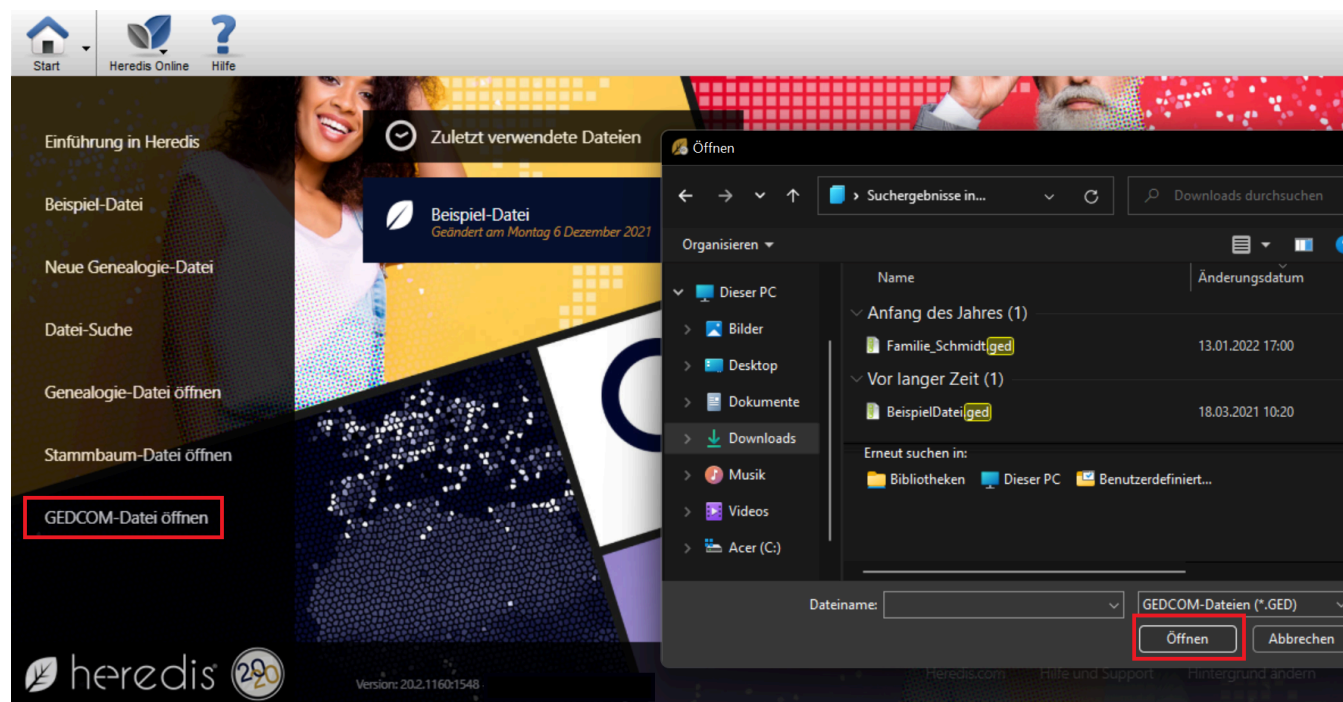 Start
Heredis Online
Hilfe
Einführung in Heredis
Beispiel-Datei
Neue Genealogie-Datei
Datei-Suche
Genealogie-Datei öffnen
Stammbaum-Datei öffnen
GEDCOM-Datei öffnen
Zuletzt verwendete Dateien
Beispiel-Datei
Geändert am Montag 6 Dezember 2021
Öffnen
Suchergebnisse in...
Downloads durchsuchen
Organisieren
Name
Änderungsdatum
Dieser PC
Bilder
Desktop
Dokumente
Downloads
Musik
Videos
Acer (C:)
Anfang des Jahres (1)
Familie_Schmidt.ged 13.01.2022 17:00
Vor langer Zeit (1)
BeispielDatei.ged 18.03.2021 10:20
Erneut suchen in:
Bibliotheken Dieser PC Benutzerdefiniert...
Dateiname:
GEDCOM-Dateien (*.GED)
Öffnen
Abbrechen
heredis
Version: 20.2.1160:1548
Heredis.com Hilfe und Support Hintergrund ändern